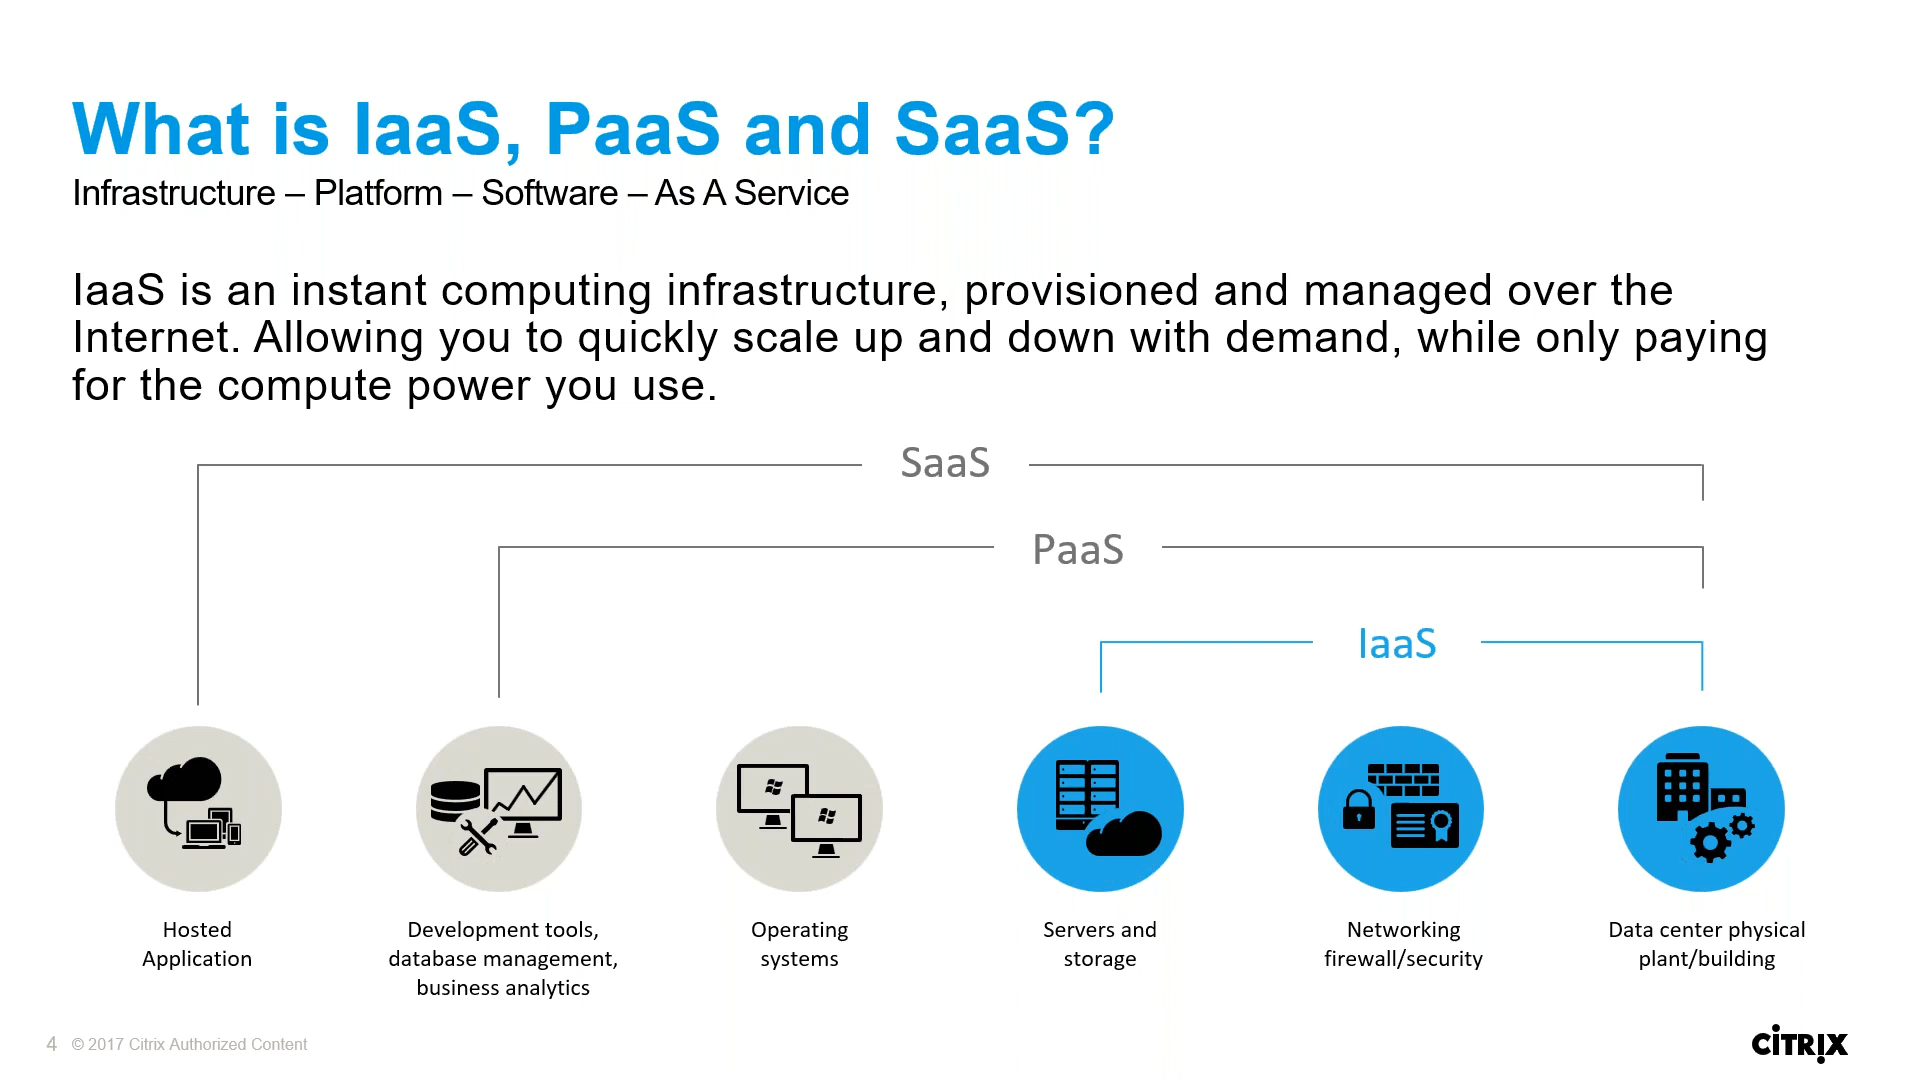 What is IaaS, PaaS and SaaS?
Infrastructure – Platform – Software – As A Service
IaaS is an instant computing infrastructure, provisioned and managed over the
Internet. Allowing you to quickly scale up and down with demand, while only paying
for the compute power you use.
SaaS
PaaS
IaaS
Hosted
Application
Development tools,
database management,
business analytics
Operating
systems
Servers and
storage
Networking
firewall/security
Data center physical
plant/building
4 © 2017 Citrix Authorized Content
CİTRIX